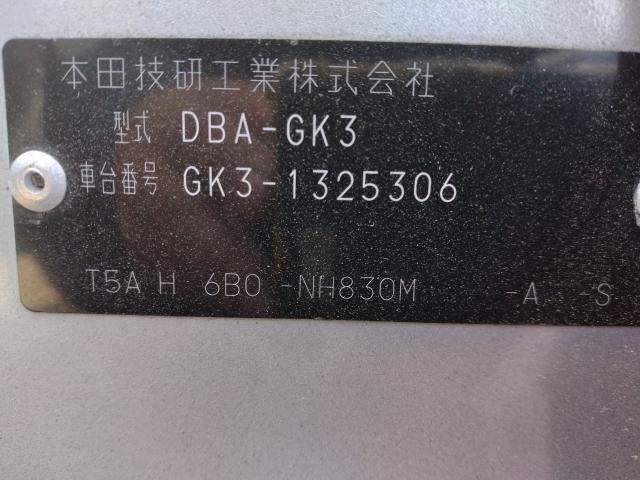 本田技研工業株式会社
型式 DBA-GK3
車台番号 GK3-1325306
T5A H 6B0 -NH830M -A -S